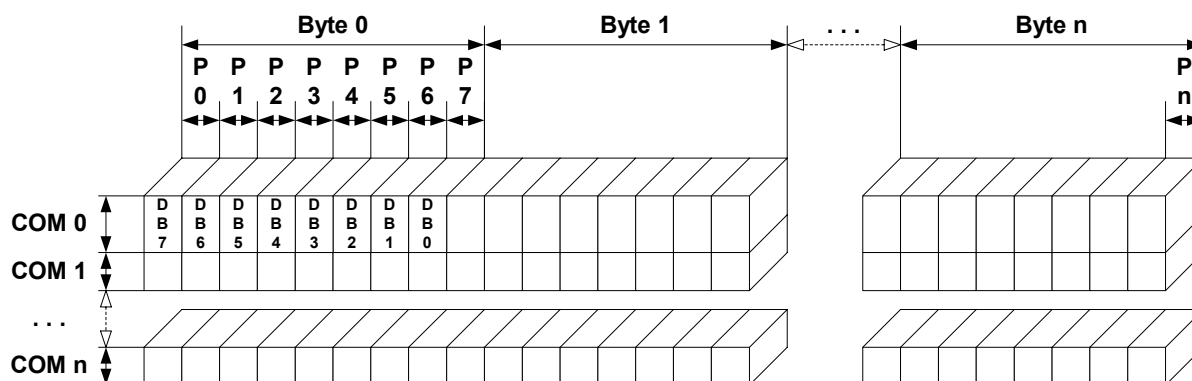 Byte 0 Byte 1 . . . Byte n
P P P P P P P P P
0 1 2 3 4 5 6 7 n
COM 0 D D D D D D D D
B B B B B B B B
7 6 5 4 3 2 1 0
COM 1
. . .
COM n